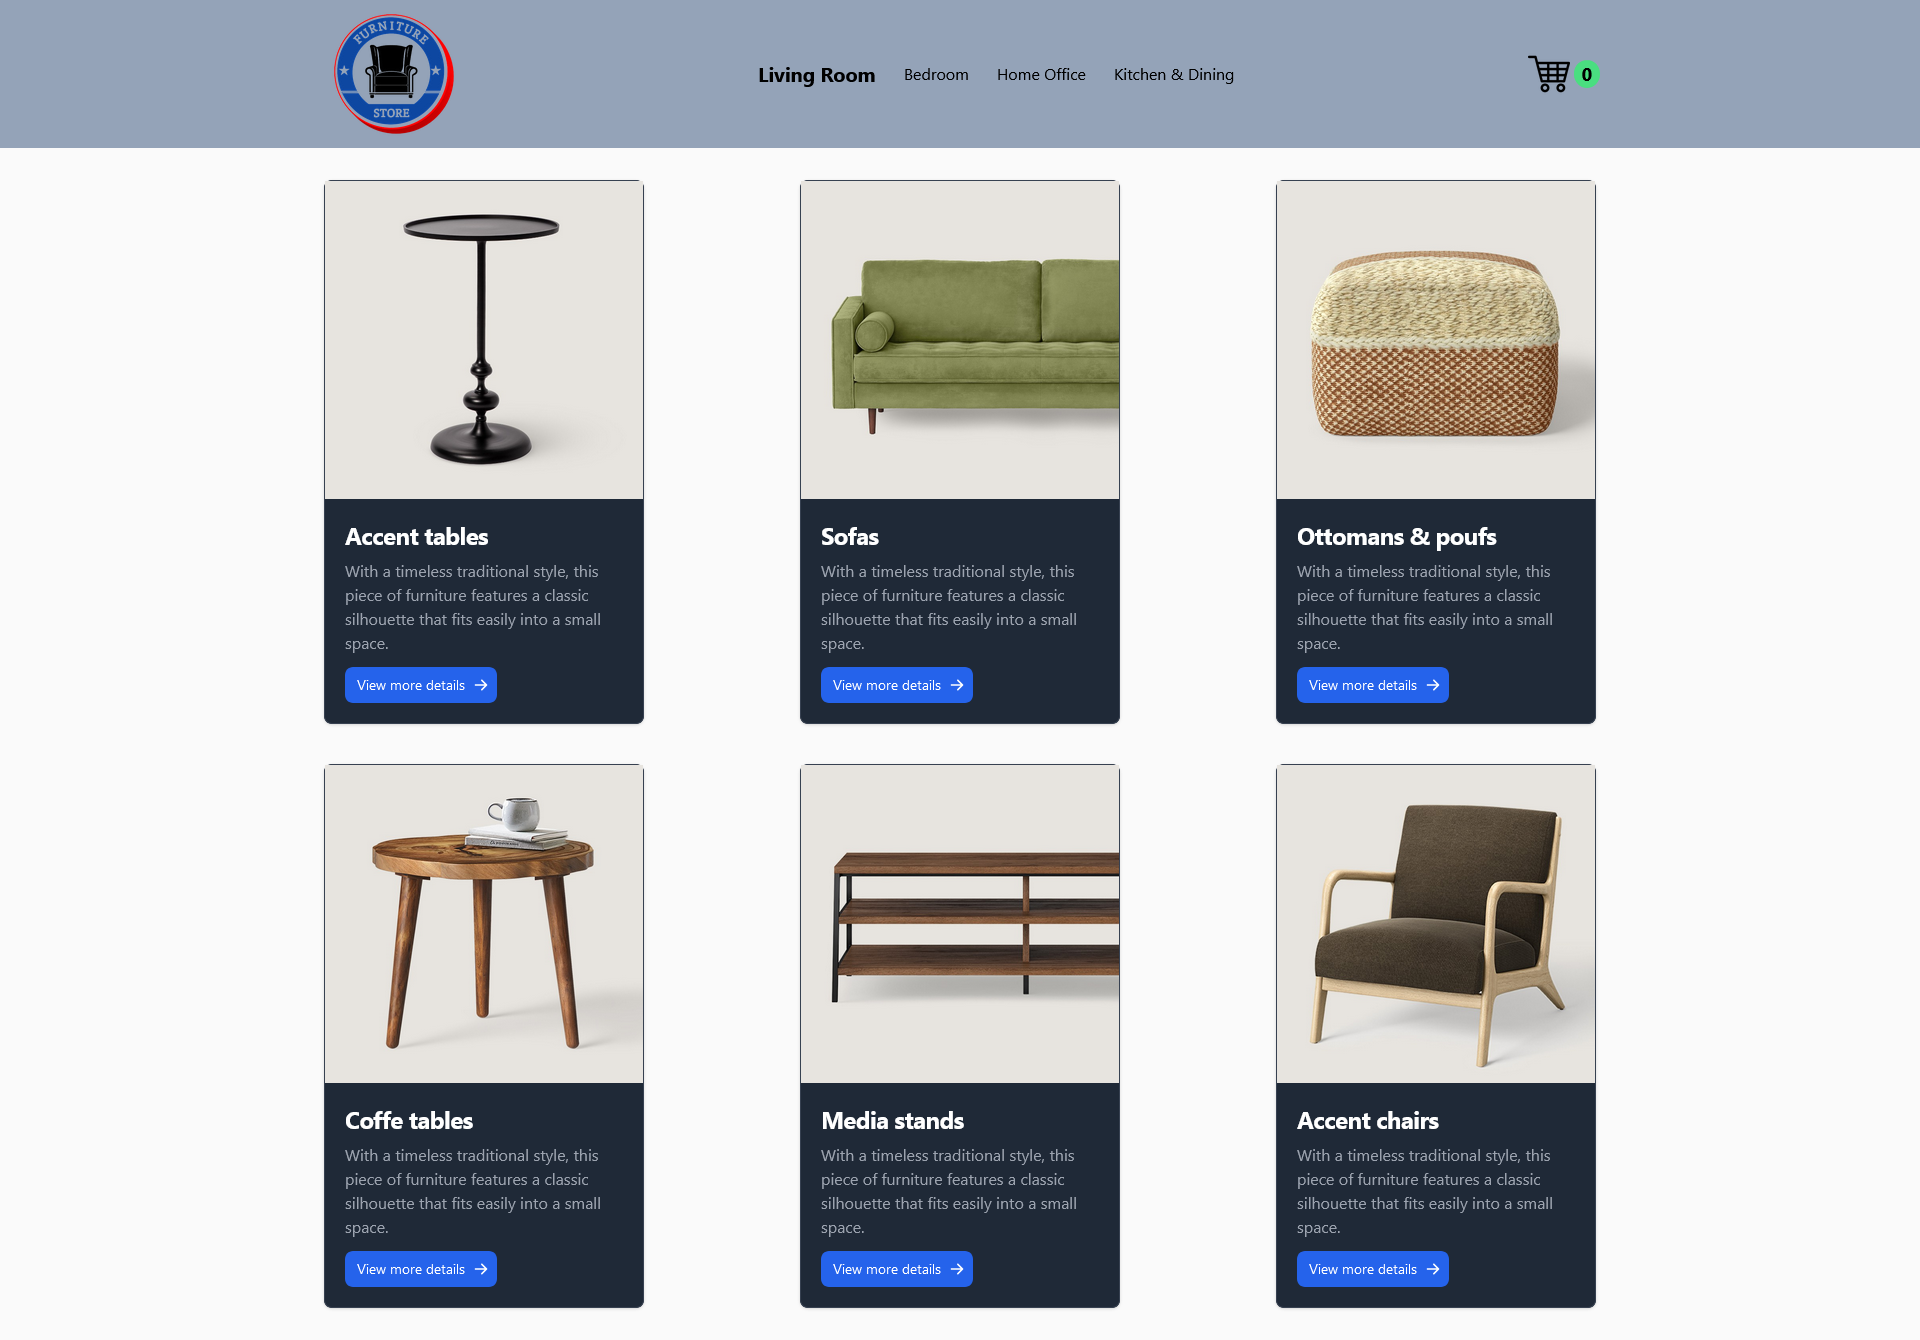 FURNITURE
STORE
Living Room
Bedroom
Home Office
Kitchen & Dining
0
Accent tables
With a timeless traditional style, this
piece of furniture features a classic
silhouette that fits easily into a small
space.
View more details
Sofas
With a timeless traditional style, this
piece of furniture features a classic
silhouette that fits easily into a small
space.
View more details
Ottomans & poufs
With a timeless traditional style, this
piece of furniture features a classic
silhouette that fits easily into a small
space.
View more details
Coffe tables
With a timeless traditional style, this
piece of furniture features a classic
silhouette that fits easily into a small
space.
View more details
Media stands
With a timeless traditional style, this
piece of furniture features a classic
silhouette that fits easily into a small
space.
View more details
Accent chairs
With a timeless traditional style, this
piece of furniture features a classic
silhouette that fits easily into a small
space.
View more details